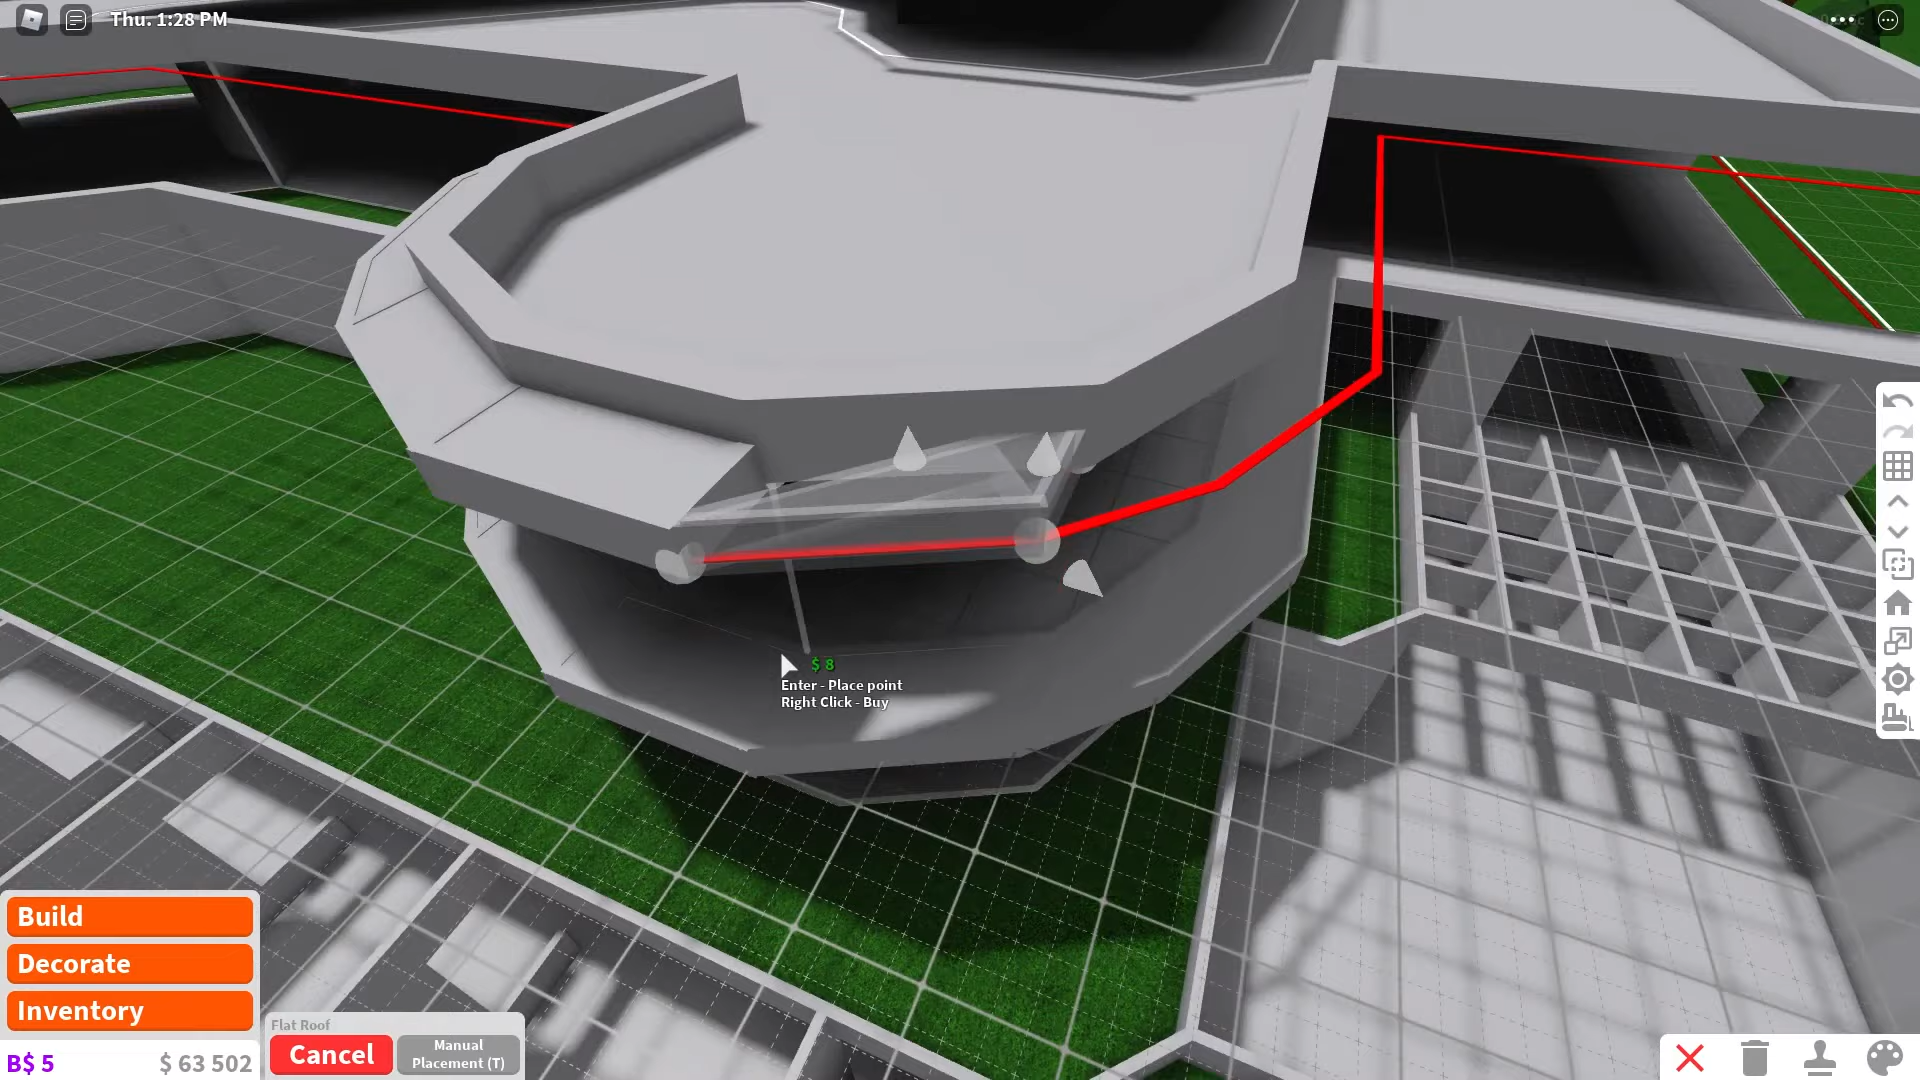 Thu. 1:28 PM
$ 8
Enter - Place point
Right Click - Buy
Build
Decorate
Inventory
B$ 5
$ 63 502
Flat Roof
Cancel
Manual
Placement (T)